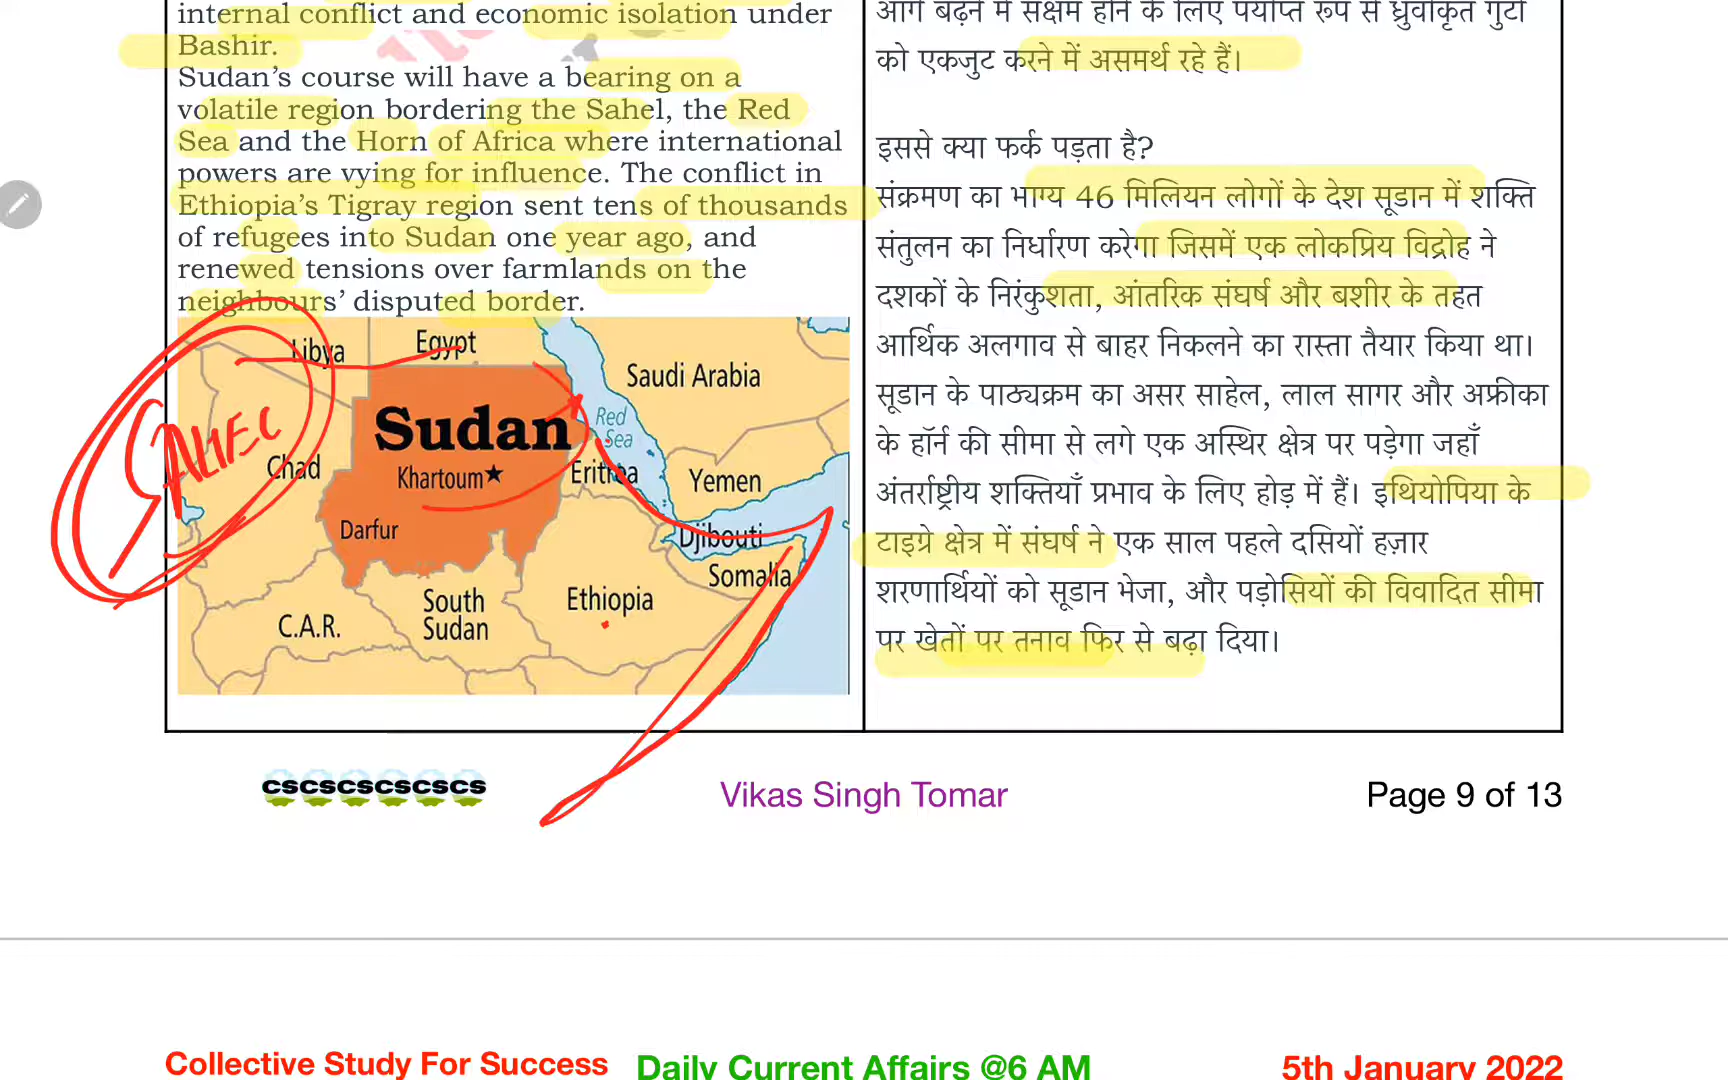 internal conflict and economic isolation under
Bashir.
Sudan's course will have a bearing on a
volatile region bordering the Sahel, the Red
Sea and the Horn of Africa where international
powers are vying for influence. The conflict in
Ethiopia's Tigray region sent tens of thousands
of refugees into Sudan one year ago, and
renewed tensions over farmlands on the
neighbours' disputed border.
Libya
Egypt
Saudi Arabia
Sudan
Red
Sea
Chad
Khartoum
Eritrea
Yemen
Darfur
Djibouti
Somalia
Ethiopia
South
Sudan
C.A.R.
आगे बढ़ने में सक्षम होने के लिए पर्याप्त रूप से ध्रुवीकृत गुटों
को एकजुट करने में असमर्थ रहे हैं।
इससे क्या फर्क पड़ता है?
संक्रमण का भाग्य 46 मिलियन लोगों के देश सूडान में शक्ति
संतुलन का निर्धारण करेगा जिसमें एक लोकप्रिय विद्रोह ने
दशकों के निरंकुशता, आंतरिक संघर्ष और बशीर के तहत
आर्थिक अलगाव से बाहर निकलने का रास्ता तैयार किया था।
सूडान के पाठ्यक्रम का असर साहेल, लाल सागर और अफ्रीका
के हॉर्न की सीमा से लगे एक अस्थिर क्षेत्र पर पड़ेगा जहाँ
अंतर्राष्ट्रीय शक्तियाँ प्रभाव के लिए होड़ में हैं। इथियोपिया के
टाइग्रे क्षेत्र में संघर्ष ने एक साल पहले दसियों हज़ार
शरणार्थियों को सूडान भेजा, और पड़ोसियों की विवादित सीमा
पर खेतों पर तनाव फिर से बढ़ा दिया।
cscscscscscs
Vikas Singh Tomar
Page 9 of 13
Collective Study For Success
Daily Current Affairs @6 AM
5th January 2022